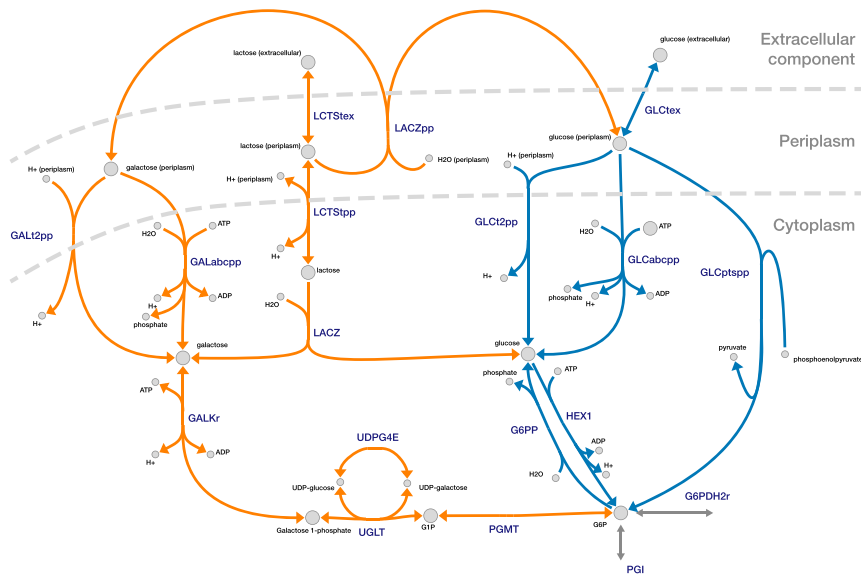 glucose (extracellular)
Extracellular
component
lactose (extracellular)
LCTStex
LACZpp
GLCtex
glucose (periplasm)
Periplasm
lactose (periplasm)
H2O (periplasm)
H+ (periplasm)
H+ (periplasm)
galactose (periplasm)
H+ (periplasm)
LCTStpp
GLCt2pp
Cytoplasm
GALt2pp
H2O
ATP
GALabcpp
H+
H2O
ATP
GLCabcpp
GLCptspp
lactose
H+
H+
phosphate
ADP
H2O
phosphate
H+
ADP
H+
LACZ
galactose
glucose
pyruvate
phosphoenolpyruvate
phosphate
ATP
ATP
GALKr
HEX1
G6PP
UDPG4E
ADP
H+
ADP
H+
H2O
UDP-glucose
UDP-galactose
G6PDH2r
Galactose 1-phosphate
UGLT
G1P
PGMT
G6P
PGI